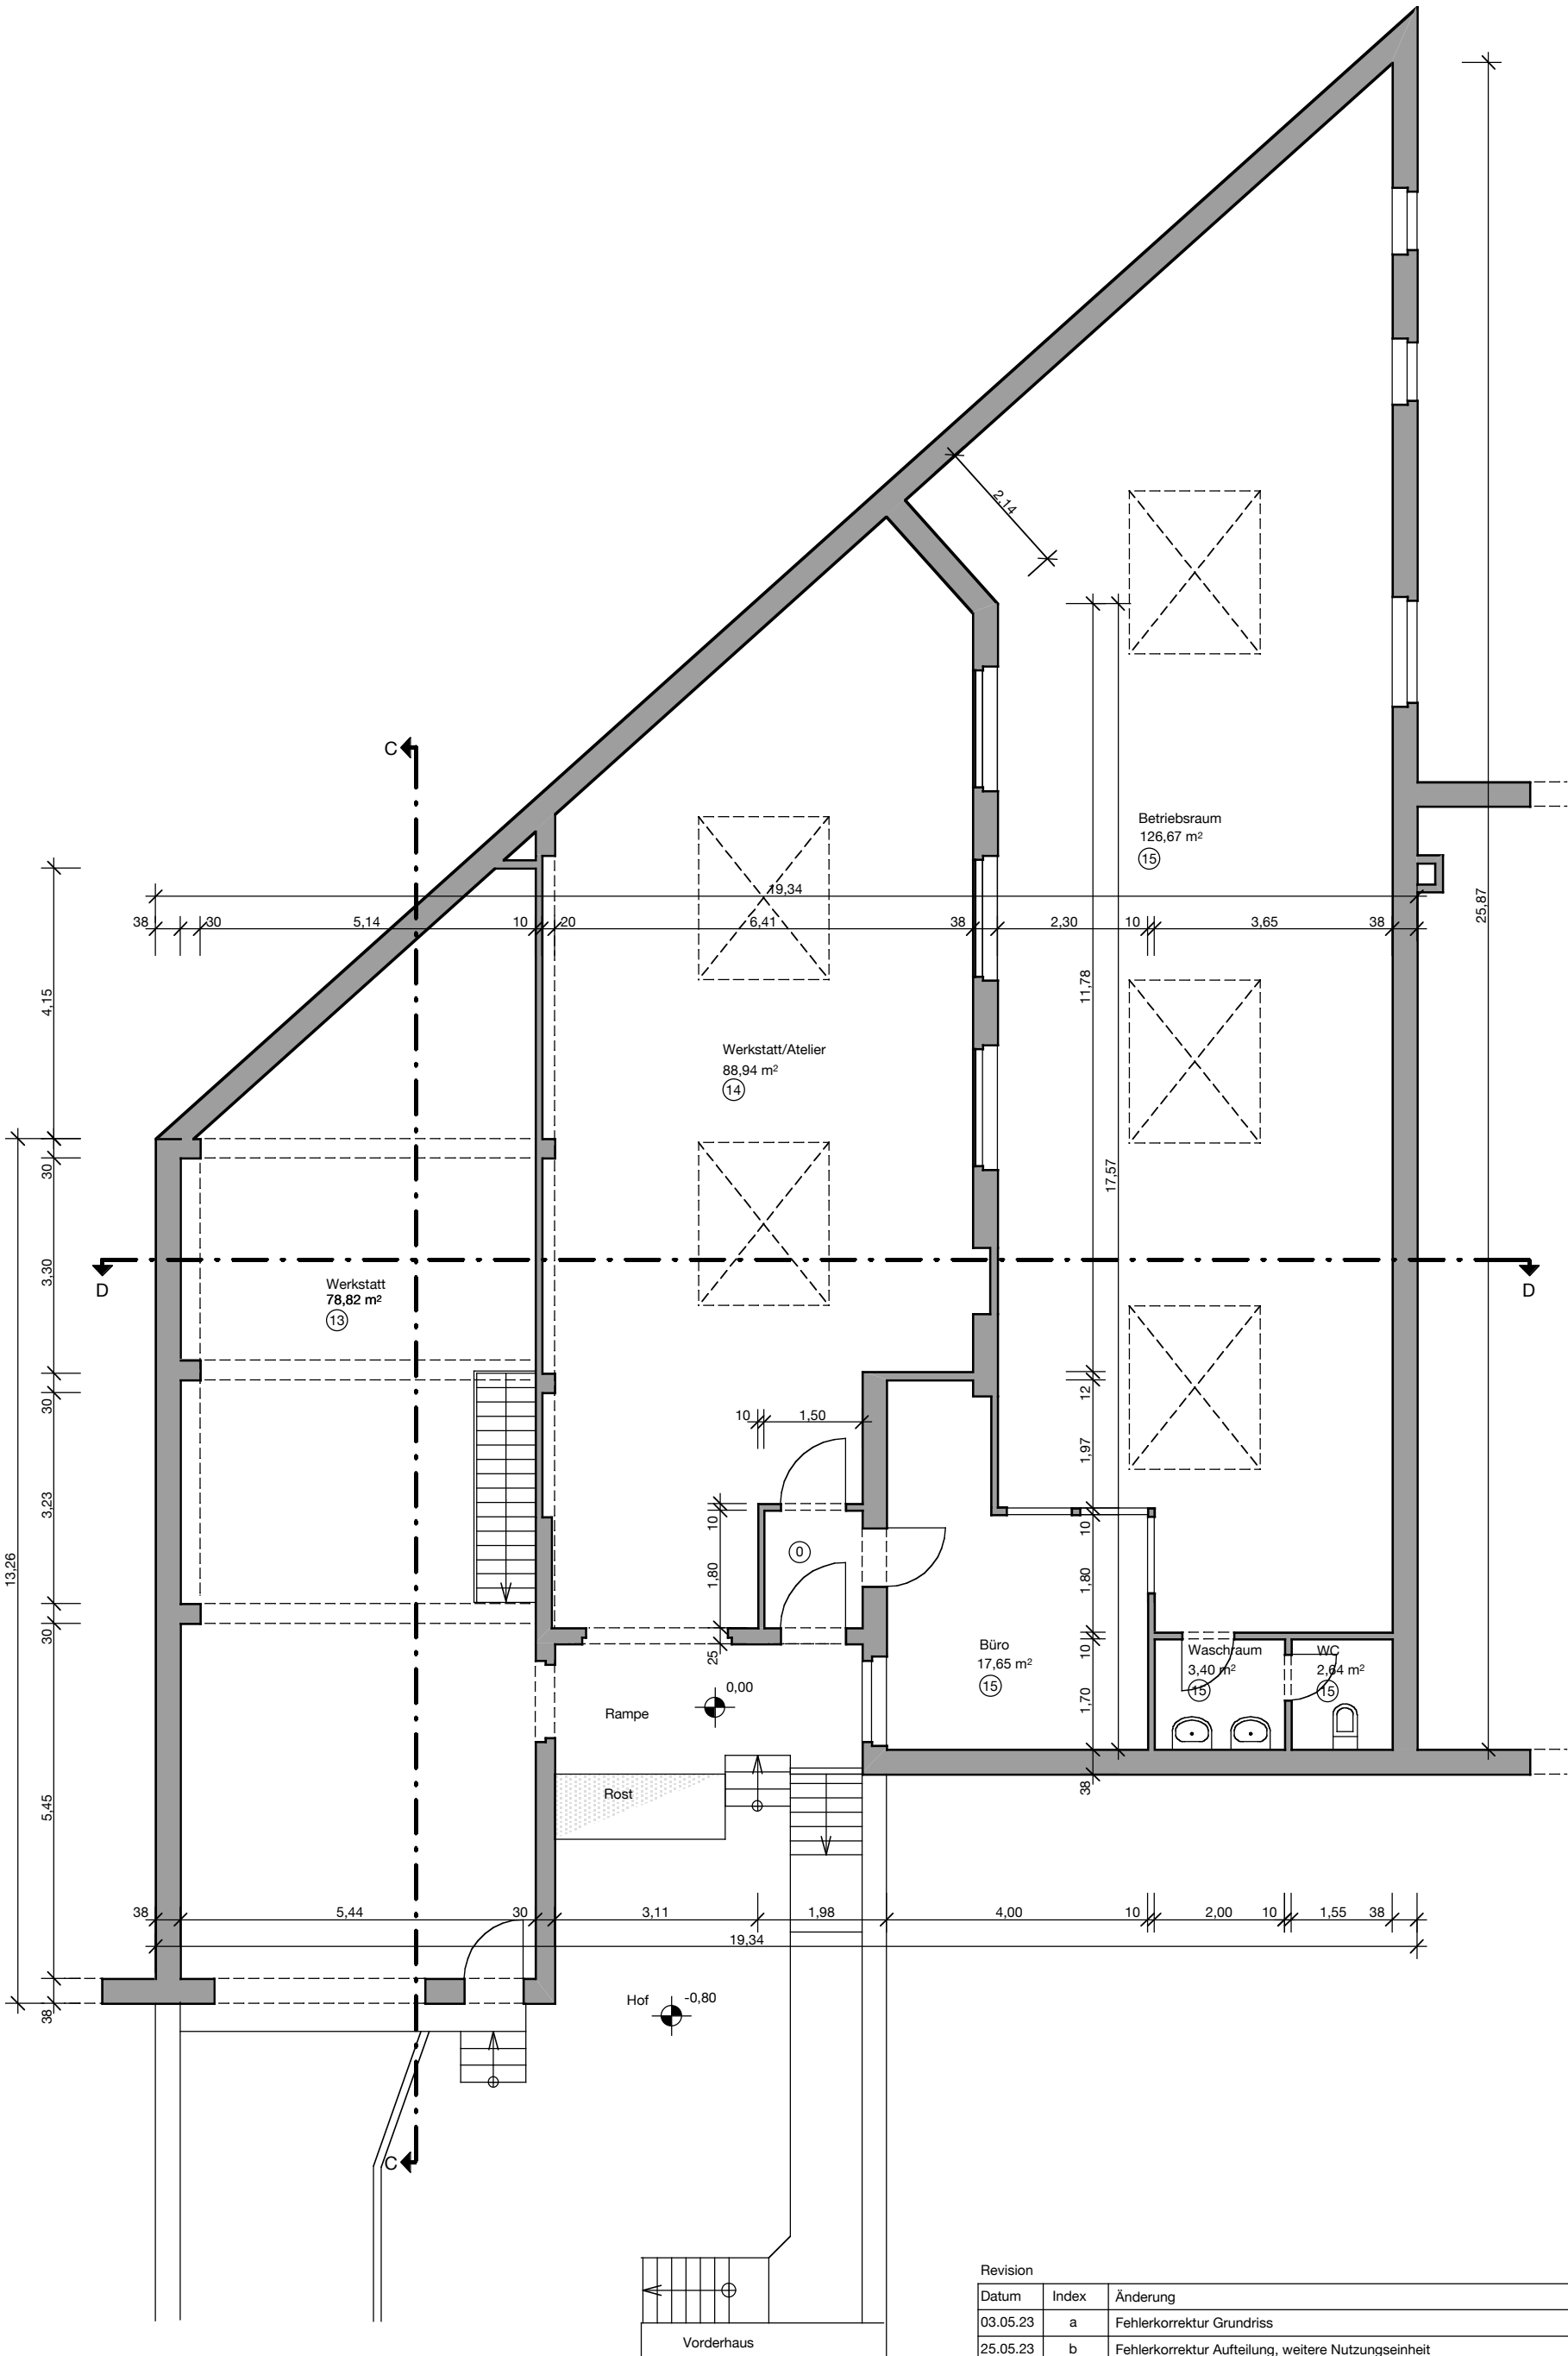 2,14
C
Betriebsraum
126,67 m²
15
19,34
38
30
5,14
10
20
6,41
38
2,30
10
3,65
38
25,87
4,15
11,78
Werkstatt/Atelier
88,94 m²
14
30
17,57
3,30
D
D
Werkstatt
78,82 m²
13
30
12
10
1,50
1,97
3,23
10
10
0
13,26
1,80
1,80
30
25
10
Büro
17,65 m²
15
Waschraum
3,40 m²
15
WC
2,64 m²
15
1,70
0,00
Rampe
Rost
38
5,45
38
5,44
30
3,11
1,98
4,00
10
2,00
10
1,55
38
19,34
38
Hof
-0,80
C
Vorderhaus
Revision
Datum Index Änderung
03.05.23 a Fehlerkorrektur Grundriss
25.05.23 b Fehlerkorrektur Aufteilung, weitere Nutzungseinheit